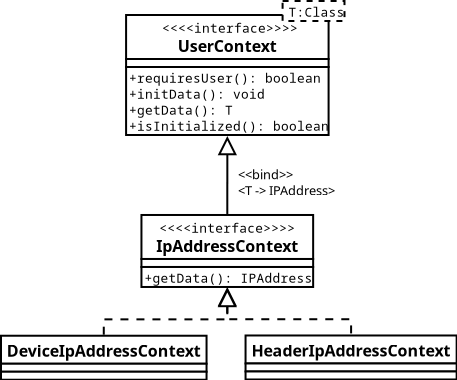 T:Class
<<<<interface>>>>
UserContext
+requiresUser(): boolean
+initData(): void
+getData(): T
+isInitialized(): boolean
<<bind>>
<T -> IPAddress>
<<<<interface>>>>
IpAddressContext
+getData(): IPAddress
DeviceIpAddressContext
HeaderIpAddressContext